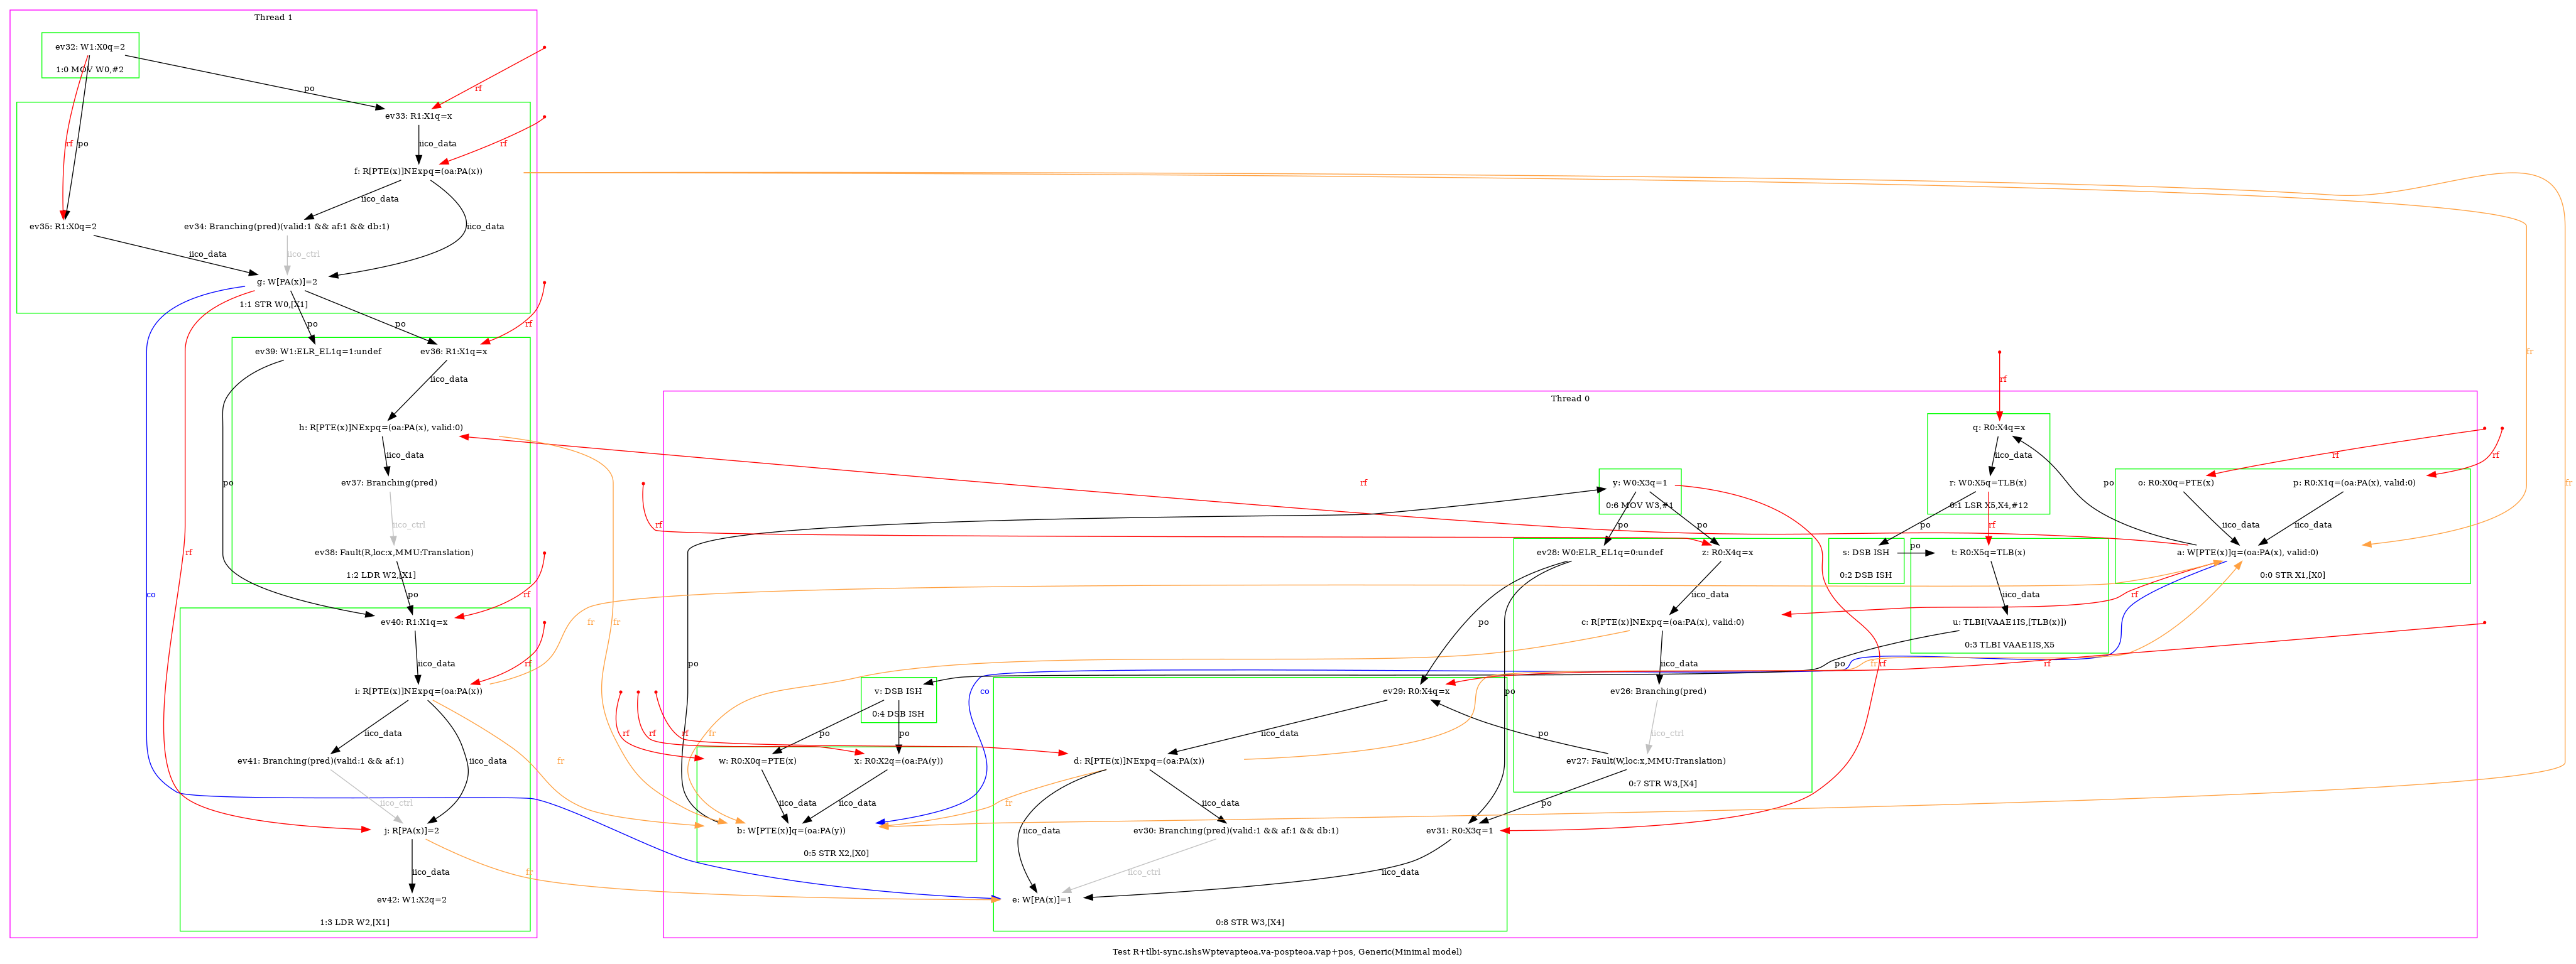 Thread 1
ev32: W1:X0q=2
1:0 MOV W0,#2
po
rf
ev33: R1:X1q=x
rf
po
iico_data
rf
f: R[PTE(x)]NExpq=(oa:PA(x))
iico_data
ev35: R1:X0q=2
ev34: Branching(pred)(valid:1 && af:1 && db:1)
iico_data
iico_data
iico_ctrl
g: W[PA(x)]=2
1:1 STR W0,[X1]
po
po
rf
ev39: W1:ELR_EL1q=1:undef
ev36: R1:X1q=x
iico_data
h: R[PTE(x)]NExpq=(oa:PA(x), valid:0)
iico_data
po
ev37: Branching(pred)
iico_ctrl
ev38: Fault(R,loc:x,MMU:Translation)
1:2 LDR W2,[X1]
rf
co
po
rf
ev40: R1:X1q=x
iico_data
rf
i: R[PTE(x)]NExpq=(oa:PA(x))
iico_data
ev41: Branching(pred)(valid:1 && af:1)
iico_data
iico_ctrl
j: R[PA(x)]=2
iico_data
ev42: W1:X2q=2
1:3 LDR W2,[X1]
fr
fr
fr
fr
fr
fr
rf
Thread 0
q: R0:X4q=x
iico_data
r: W0:X5q=TLB(x)
0:1 LSR X5,X4,#12
po
rf
rf
o: R0:X0q=PTE(x)
p: R0:X1q=(oa:PA(x), valid:0)
iico_data
iico_data
a: W[PTE(x)]q=(oa:PA(x), valid:0)
0:0 STR X1,[X0]
rf
rf
y: W0:X3q=1
0:6 MOV W3,#1
po
po
po
rf
s: DSB ISH
0:2 DSB ISH
po
t: R0:X5q=TLB(x)
iico_data
u: TLBI(VAAE1IS,[TLB(x)])
0:3 TLBI VAAE1IS,X5
ev28: W0:ELR_EL1q=0:undef
z: R0:X4q=x
iico_data
po
c: R[PTE(x)]NExpq=(oa:PA(x), valid:0)
rf
iico_data
ev26: Branching(pred)
iico_ctrl
ev27: Fault(W,loc:x,MMU:Translation)
0:7 STR W3,[X4]
po
fr
rf
rf
po
co
v: DSB ISH
0:4 DSB ISH
po
po
rf
rf
rf
fr
w: R0:X0q=PTE(x)
x: R0:X2q=(oa:PA(y))
iico_data
iico_data
b: W[PTE(x)]q=(oa:PA(y))
0:5 STR X2,[X0]
ev29: R0:X4q=x
po
iico_data
po
d: R[PTE(x)]NExpq=(oa:PA(x))
fr
iico_data
iico_data
po
ev30: Branching(pred)(valid:1 && af:1 && db:1)
ev31: R0:X3q=1
iico_ctrl
iico_data
e: W[PA(x)]=1
0:8 STR W3,[X4]
Test R+tlbi-sync.ishsWptevapteoa.va-pospteoa.vap+pos, Generic(Minimal model)